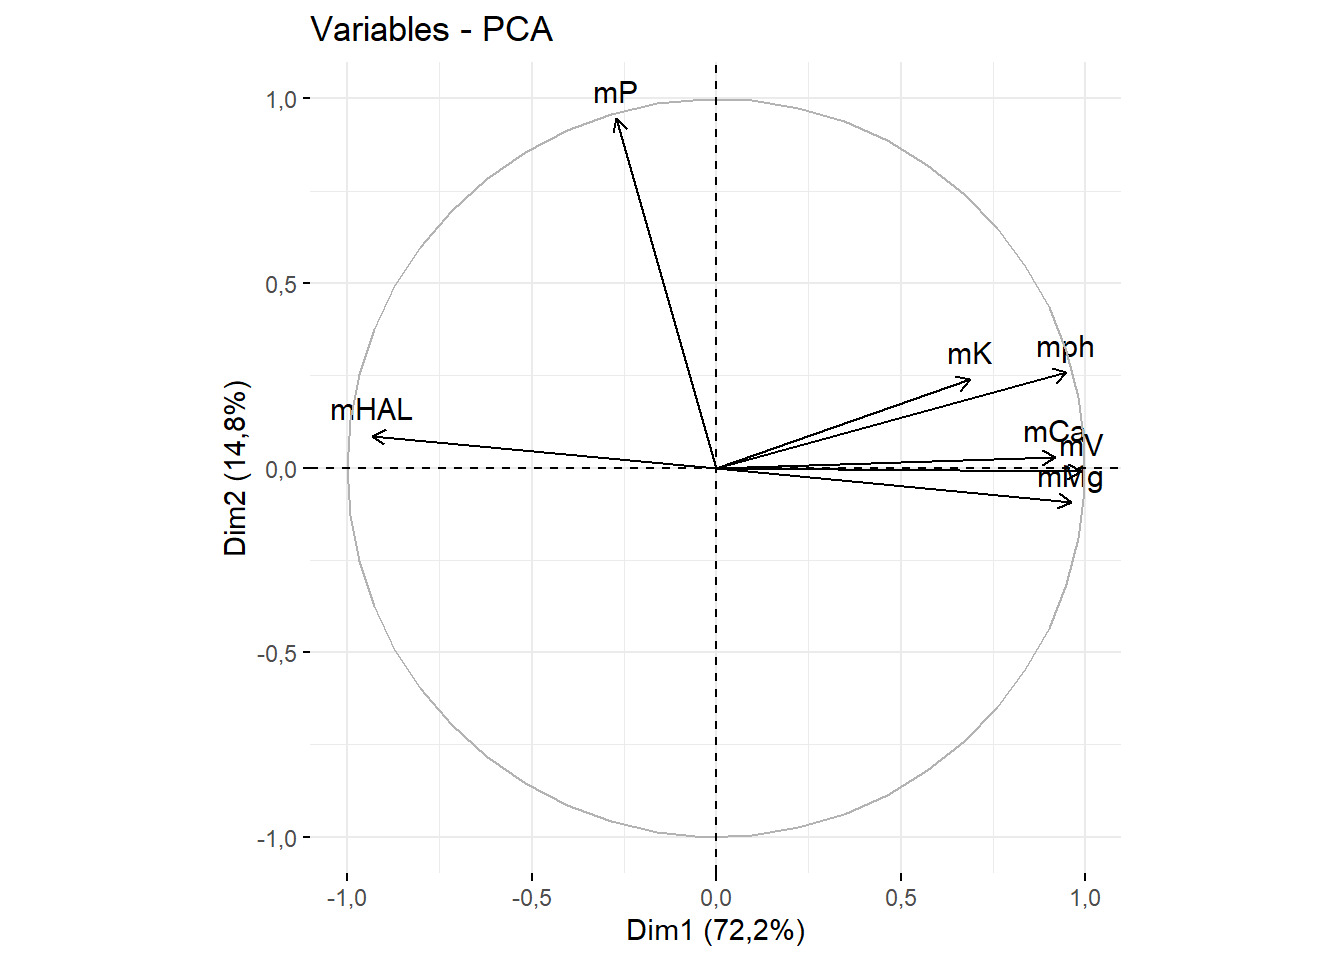 Variables - PCA
1,0
0,5
0,0
-0,5
-1,0
Dim2 (14,8%)
mP
mK
mph
mHAL
mCa
mV
mMg
-1,0
-0,5
0,0
0,5
1,0
Dim1 (72,2%)